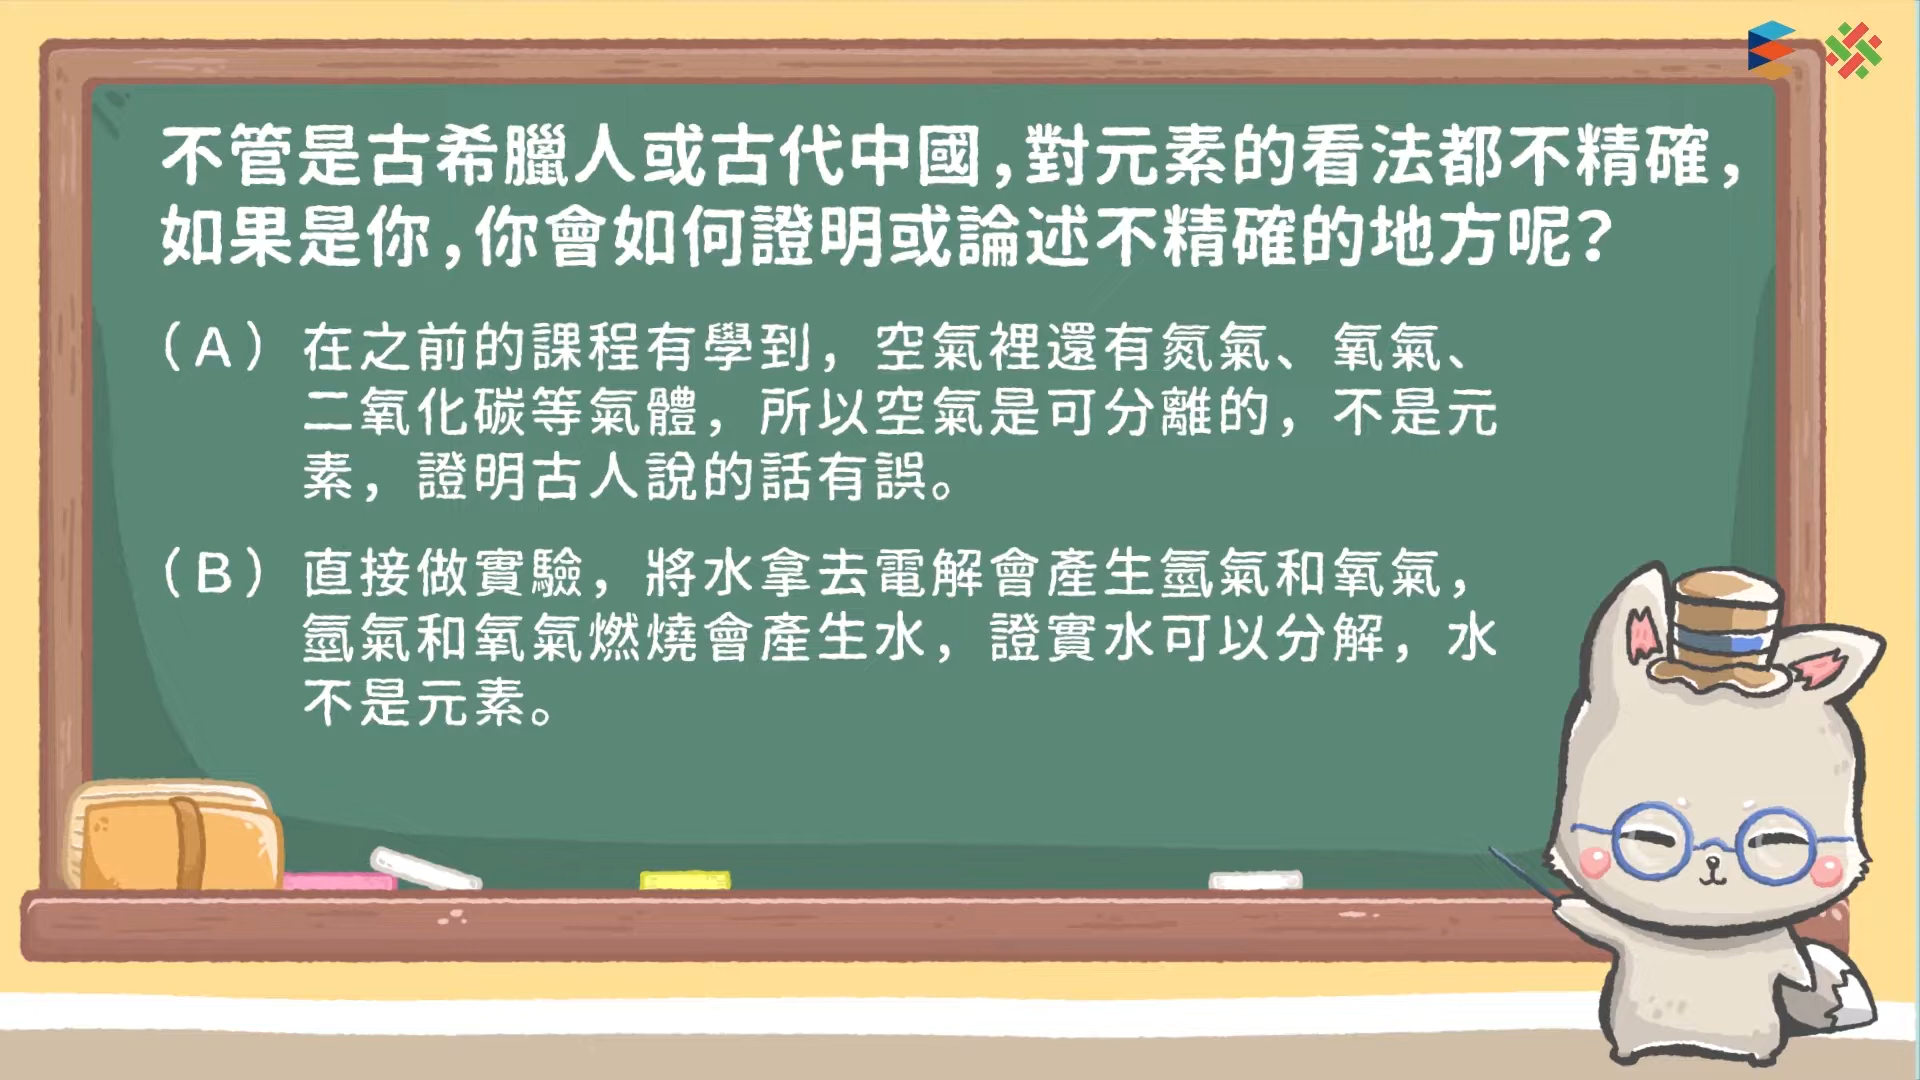 不管是古希臘人或古代中國，對元素的看法都不精確，
如果是你，你會如何證明或論述不精確的地方呢？
（A）在之前的課程有學到，空氣裡還有氮氣、氧氣、
二氧化碳等氣體，所以空氣是可分離的，不是元
素，證明古人說的話有誤。
（B）直接做實驗，將水拿去電解會產生氫氣和氧氣，
氫氣和氧氣燃燒會產生水，證實水可以分解，水
不是元素。